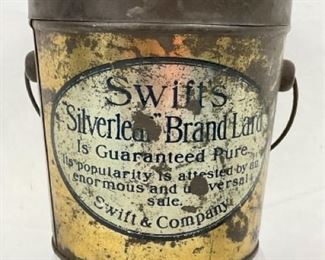 Swift's
"Silverleaf" Brand Lard
Is Guaranteed Pure.
Its popularity is attested by an
enormous and universal
sale.
Swift & Company